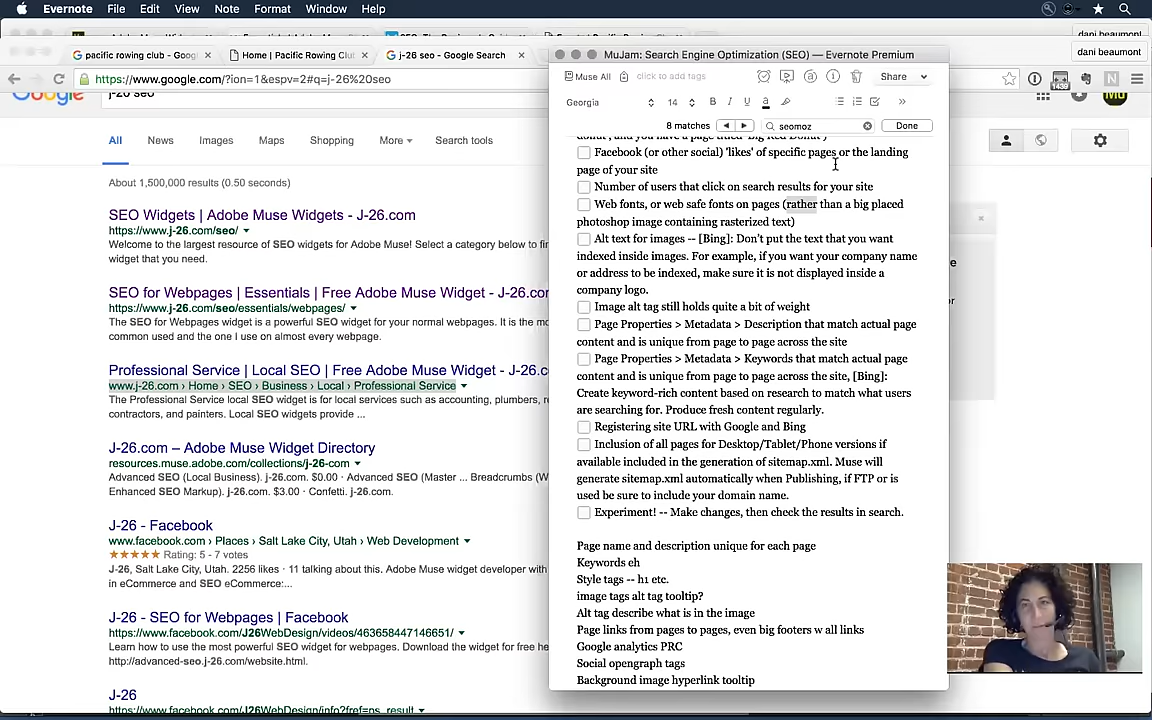 Evernote File Edit View Note Format Window Help
dani beaumont
pacific rowing club - Goog
Home | Pacific Rowing Clu
j-26 seo - Google Search
dani beaumont
https://www.google.com/?ion=1&espv=2#q=j-26%20seo
1439
Google
j-26 seo
Mu
All News Images Maps Shopping More Search tools
About 1,500,000 results (0.50 seconds)
SEO Widgets | Adobe Muse Widgets - J-26.com
https://www.j-26.com/seo/
Welcome to the largest resource of SEO widgets for Adobe Muse! Select a category below to fi
widget that you need.
SEO for Webpages | Essentials | Free Adobe Muse Widget - J-26.co
https://www.j-26.com/seo/essentials/webpages/
The SEO for Webpages widget is a powerful SEO widget for your normal webpages. It is the mo
common used and the one I use on almost every webpage.
Professional Service | Local SEO | Free Adobe Muse Widget - J-26.c
www.j-26.com › Home › SEO › Business › Local › Professional Service
The Professional Service local SEO widget is for local services such as accounting, plumbers, r
contractors, and painters. Local SEO widgets provide ...
J-26.com – Adobe Muse Widget Directory
resources.muse.adobe.com/collections/j-26-com
Advanced SEO (Local Business). j-26.com. $0.00 · Advanced SEO (Master ... Breadcrumbs (W
Enhanced SEO Markup). j-26.com. $3.00 · Confetti. j-26.com.
J-26 - Facebook
www.facebook.com › Places › Salt Lake City, Utah › Web Development
Rating: 5 - 7 votes
J-26, Salt Lake City, Utah. 2256 likes · 11 talking about this. Adobe Muse widget developer with
in eCommerce and SEO eCommerce:...
J-26 - SEO for Webpages | Facebook
https://www.facebook.com/J26WebDesign/videos/463658447146651/
Learn how to use the most powerful SEO widget for webpages. Download the widget for free he
http://advanced-seo.j-26.com/website.html.
J-26
https://www.facebook.com/J26WebDesign/info?fref=ns_result
MuJam: Search Engine Optimization (SEO) — Evernote Premium
Muse All click to add tags Share
Georgia 14 B I U a
8 matches seomoz Done
donut', and you have a page titled 'Big Red Donut')
Facebook (or other social) 'likes' of specific pages or the landing
page of your site
Number of users that click on search results for your site
Web fonts, or web safe fonts on pages (rather than a big placed
photoshop image containing rasterized text)
Alt text for images -- [Bing]: Don't put the text that you want
indexed inside images. For example, if you want your company name
or address to be indexed, make sure it is not displayed inside a
company logo.
Image alt tag still holds quite a bit of weight
Page Properties > Metadata > Description that match actual page
content and is unique from page to page across the site
Page Properties > Metadata > Keywords that match actual page
content and is unique from page to page across the site, [Bing]:
Create keyword-rich content based on research to match what users
are searching for. Produce fresh content regularly.
Registering site URL with Google and Bing
Inclusion of all pages for Desktop/Tablet/Phone versions if
available included in the generation of sitemap.xml. Muse will
generate sitemap.xml automatically when Publishing, if FTP or is
used be sure to include your domain name.
Experiment! -- Make changes, then check the results in search.
Page name and description unique for each page
Keywords eh
Style tags -- h1 etc.
image tags alt tag tooltip?
Alt tag describe what is in the image
Page links from pages to pages, even big footers w all links
Google analytics PRC
Social opengraph tags
Background image hyperlink tooltip